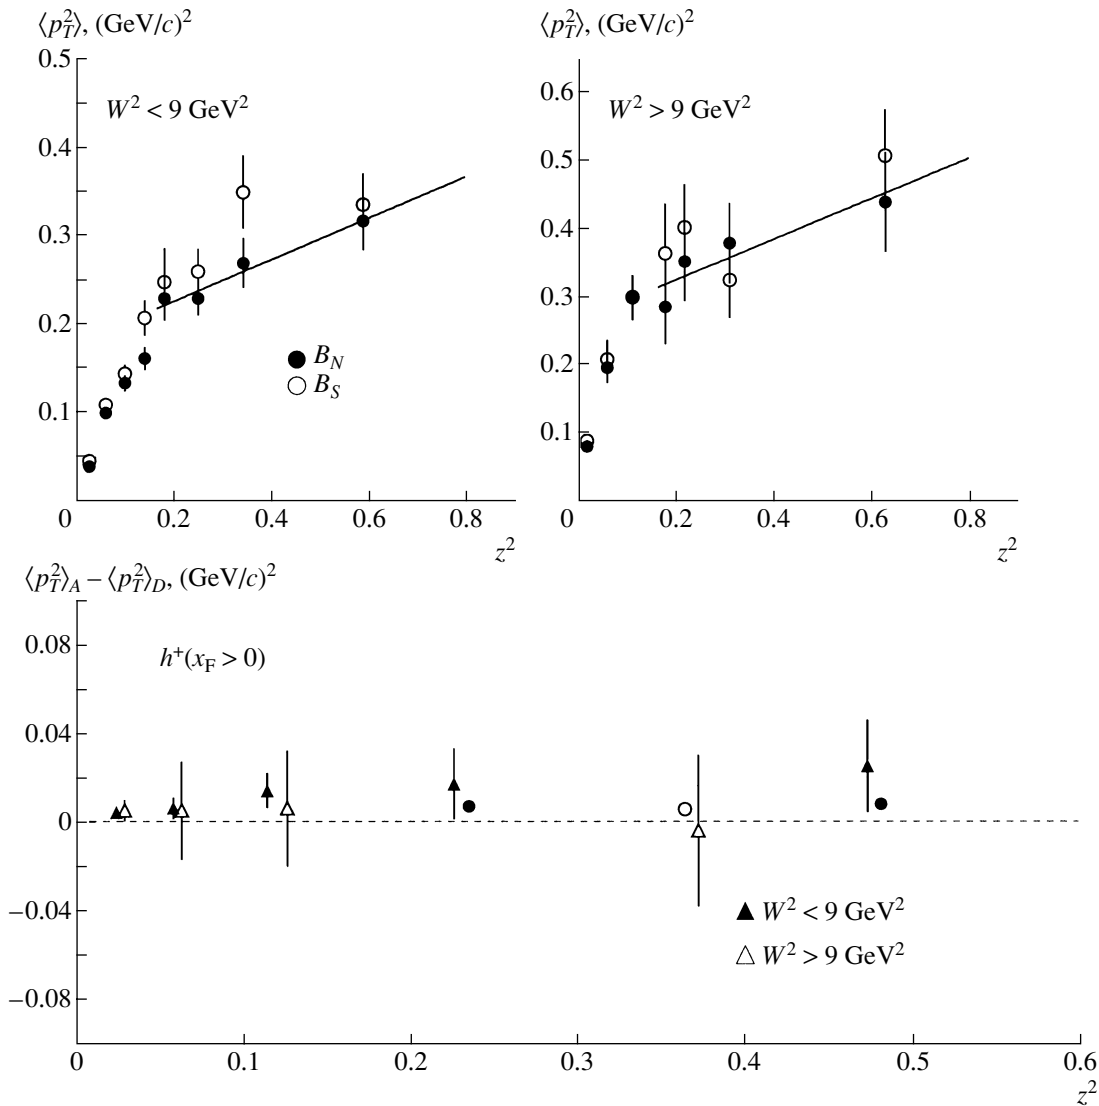 ⟨p_T^2⟩, (GeV/c)^2
0.5
W^2 < 9 GeV^2
0.4
0.3
0.2
B_N
B_S
0.1
0 0.2 0.4 0.6 0.8
z^2
⟨p_T^2⟩, (GeV/c)^2
0.6
W^2 > 9 GeV^2
0.5
0.4
0.3
0.2
0.1
0 0.2 0.4 0.6 0.8
z^2
⟨p_T^2⟩_A – ⟨p_T^2⟩_D, (GeV/c)^2
0.08
h^+(x_F > 0)
0.04
0
–0.04
W^2 < 9 GeV^2
W^2 > 9 GeV^2
–0.08
0 0.1 0.2 0.3 0.4 0.5 0.6
z^2